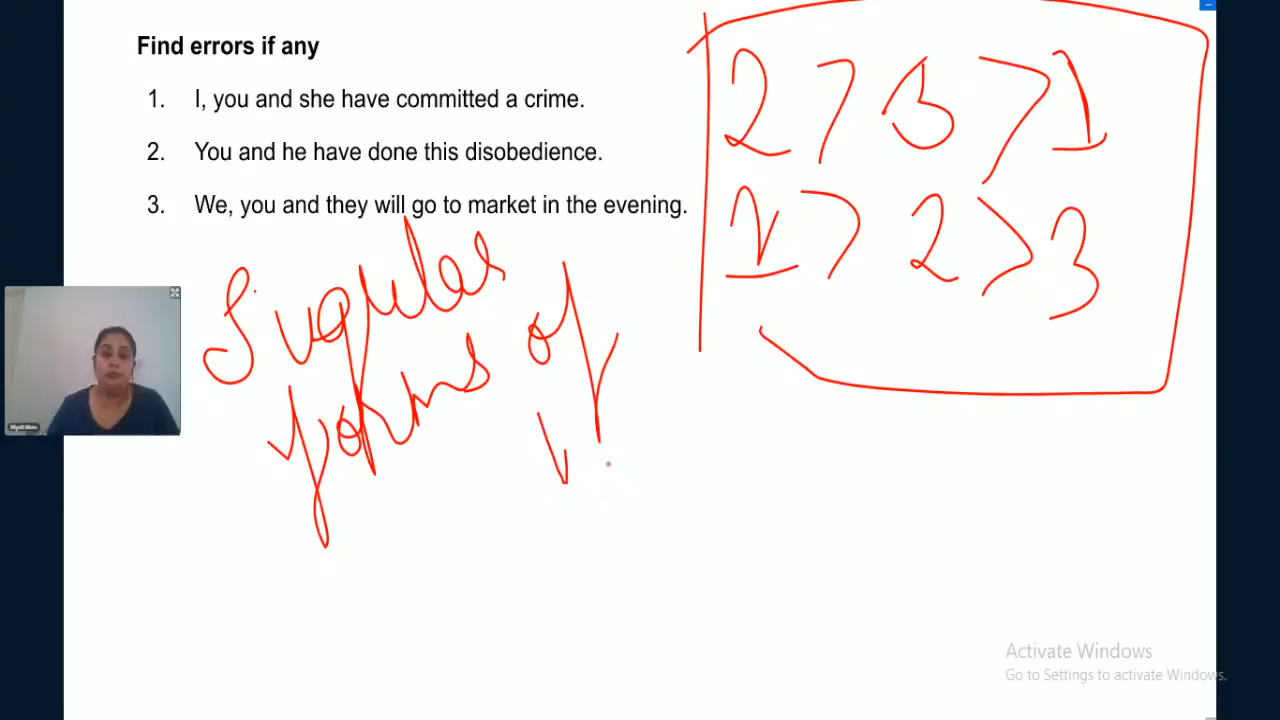 Find errors if any
1. I, you and she have committed a crime.
2. You and he have done this disobedience.
3. We, you and they will go to market in the evening.
2 > 3 > 1
1 > 2 > 3
Singular
forms of
Activate Windows
Go to Settings to activate Windows.